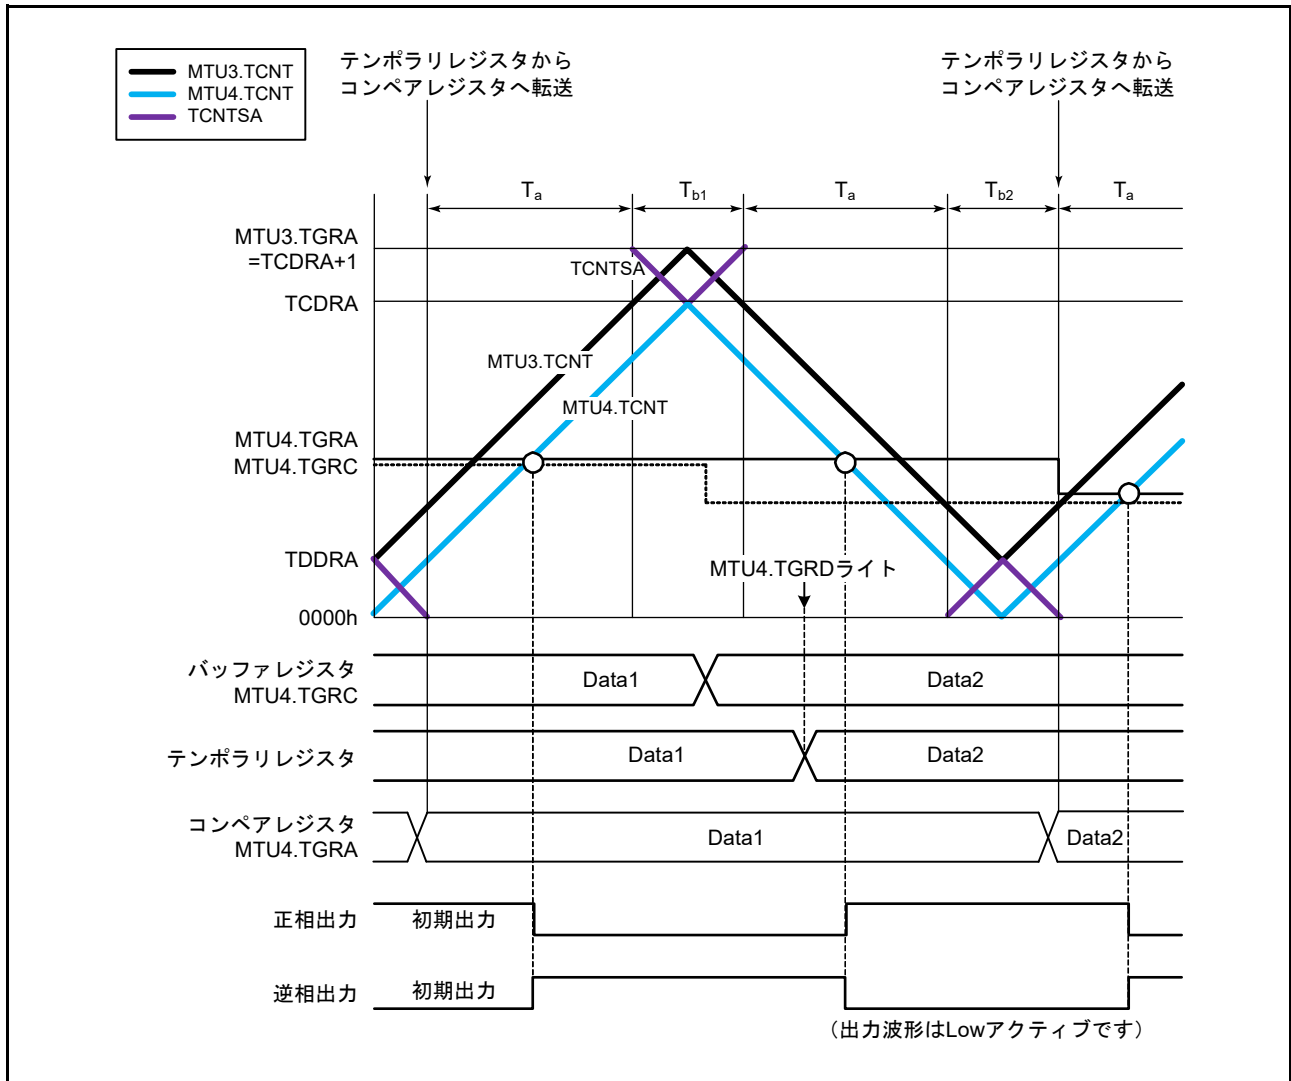 MTU3.TCNT
MTU4.TCNT
TCNTSA
テンポラリレジスタから
コンペアレジスタへ転送
テンポラリレジスタから
コンペアレジスタへ転送
Ta
Tb1
Ta
Tb2
Ta
MTU3.TGRA
=TCDRA+1
TCNTSA
TCDRA
MTU3.TCNT
MTU4.TCNT
MTU4.TGRA
MTU4.TGRC
TDDRA
MTU4.TGRDライト
0000h
バッファレジスタ
MTU4.TGRC
Data1
Data2
テンポラリレジスタ
Data1
Data2
コンペアレジスタ
MTU4.TGRA
Data1
Data2
正相出力
初期出力
逆相出力
初期出力
（出力波形はLowアクティブです）